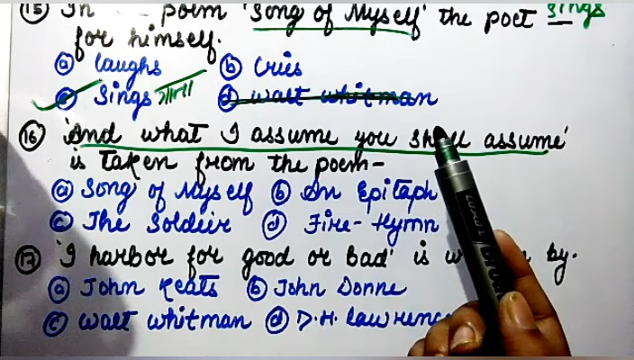 (15) In poem 'Song of Myself' the poet sings
for himself.
(a) laughs (b) Cries
(c) Sings गाना (d) walt whitman
(16) 'And what I assume you shall assume'
is taken from the poem-
(a) Song of Myself (b) An Epitaph
(c) The Soldier (d) Fire-Hymn
(17) 'I harbor for good or bad' is by.
(a) John Keats (b) John Donne
(c) walt whitman (d) D.H. Lawrence